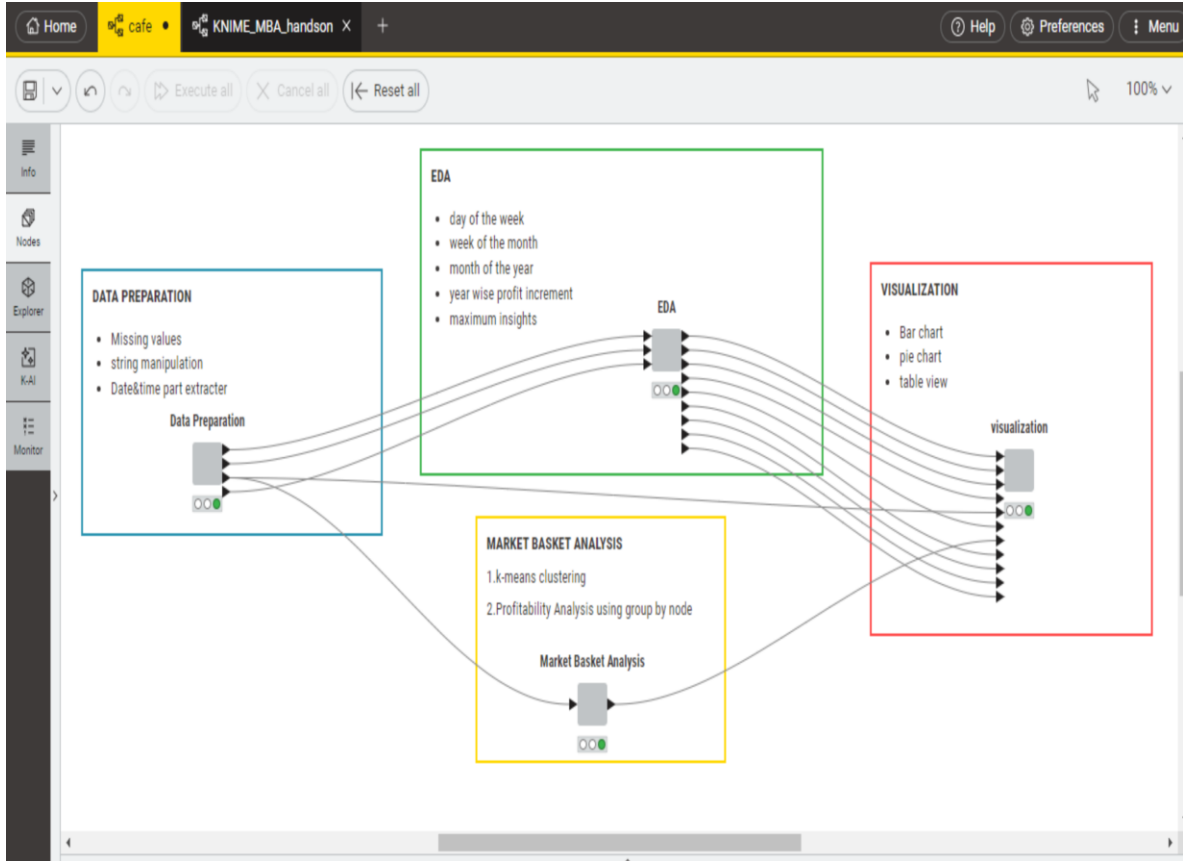 Home
cafe
KNIME_MBA_handson
Help
Preferences
Menu
Execute all
Cancel all
Reset all
100%
Info
Nodes
Explorer
K-AI
Monitor
EDA
day of the week
week of the month
month of the year
year wise profit increment
maximum insights
EDA
DATA PREPARATION
Missing values
string manipulation
Date&time part extracter
Data Preparation
VISUALIZATION
Bar chart
pie chart
table view
visualization
MARKET BASKET ANALYSIS
1.k-means clustering
2.Profitability Analysis using group by node
Market Basket Analysis